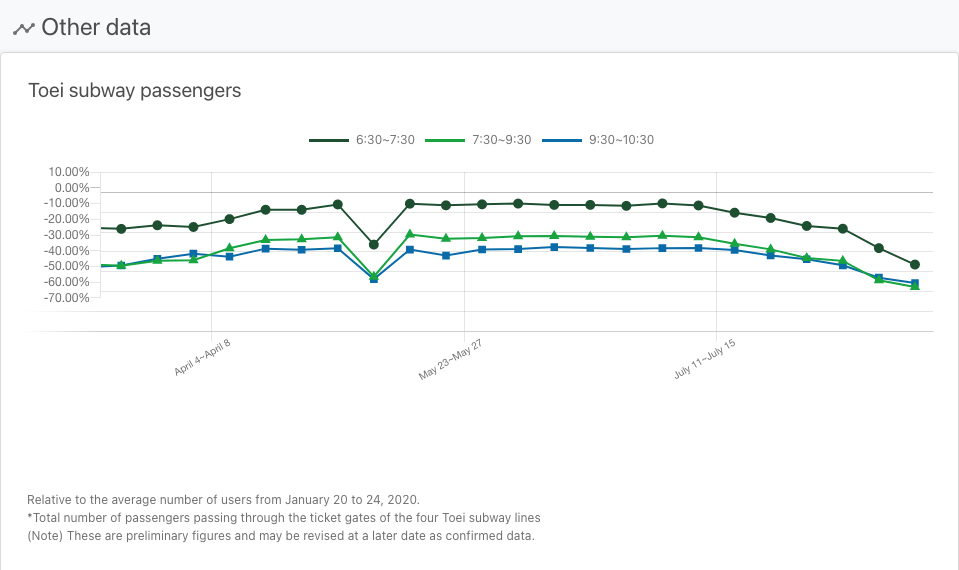 Other data
Toei subway passengers
6:30~7:30 7:30~9:30 9:30~10:30
10.00%
0.00%
-10.00%
-20.00%
-30.00%
-40.00%
-50.00%
-60.00%
-70.00%
April 4~April 8 May 23~May 27 July 11~July 15
Relative to the average number of users from January 20 to 24, 2020.
*Total number of passengers passing through the ticket gates of the four Toei subway lines
(Note) These are preliminary figures and may be revised at a later date as confirmed data.